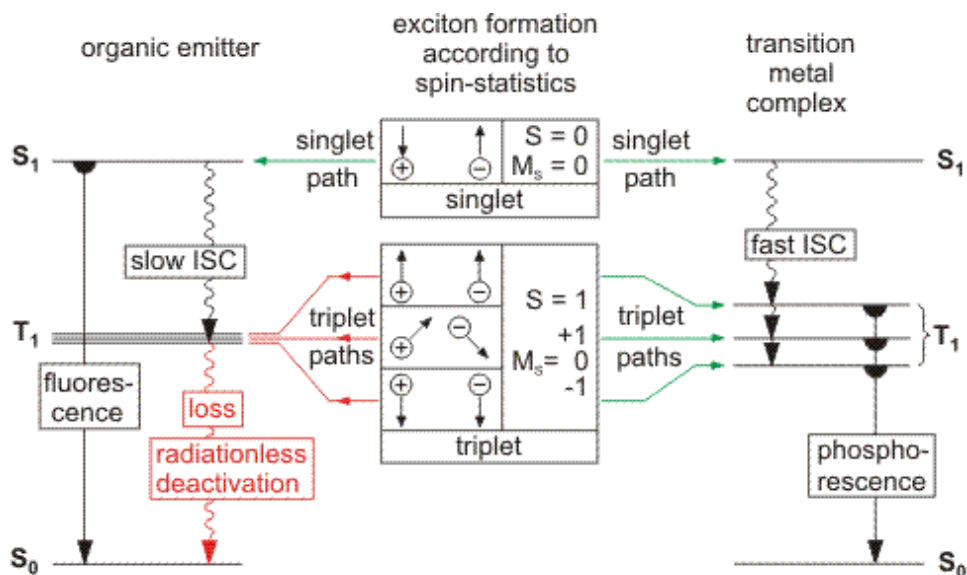 organic emitter
exciton formation
according to
spin-statistics
transition
metal
complex
S1
singlet
path
S = 0
Ms = 0
singlet
singlet
path
S1
slow ISC
fast ISC
T1
triplet
paths
S = 1
+1
Ms= 0
-1
triplet
triplet
paths
T1
fluores-
cence
loss
radiationless
deactivation
phospho-
rescence
S0
S0